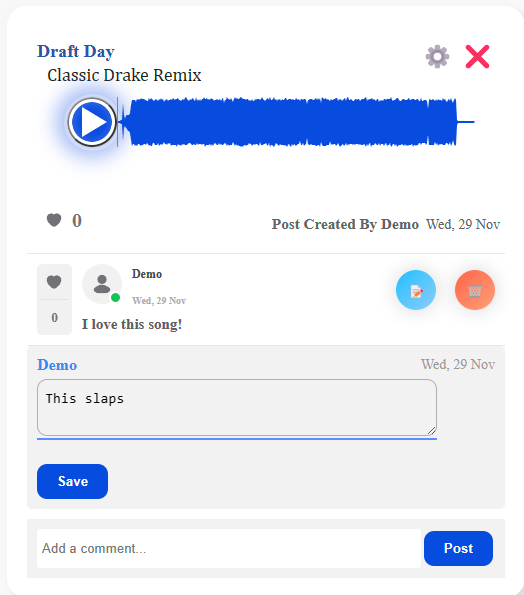 Draft Day
Classic Drake Remix
0
Post Created By Demo Wed, 29 Nov
Demo
Wed, 29 Nov
0
I love this song!
Demo
Wed, 29 Nov
This slaps
Save
Add a comment...
Post